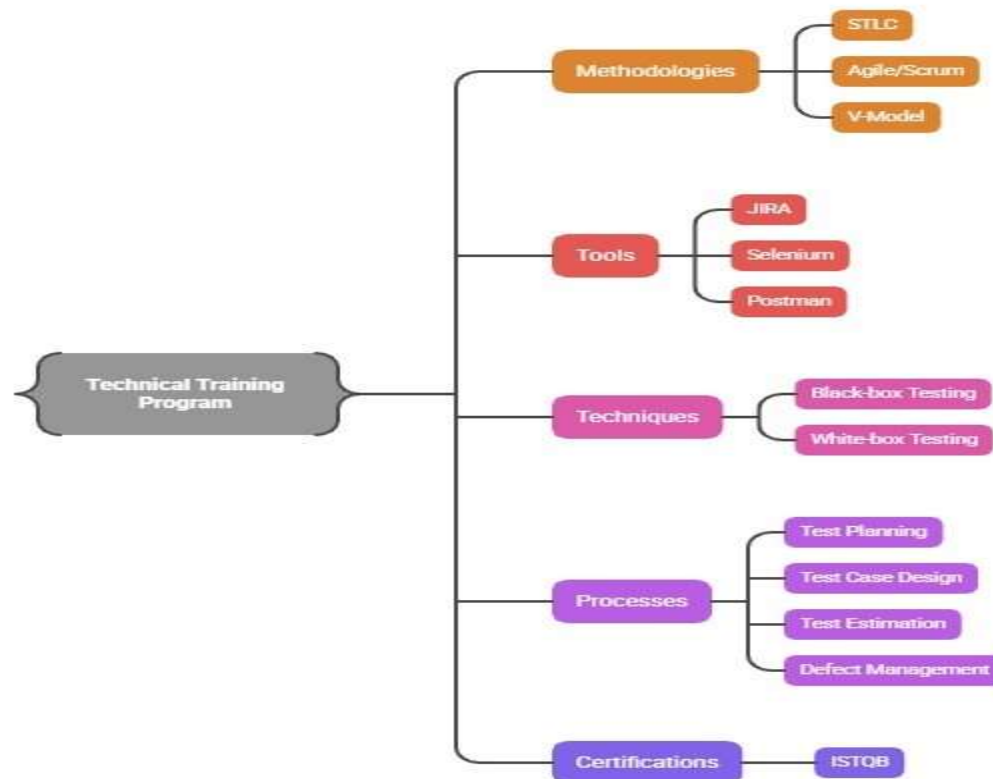 STLC
Methodologies
Agile/Scrum
V-Model
JIRA
Tools
Selenium
Postman
Technical Training
Program
Black-box Testing
Techniques
White-box Testing
Test Planning
Test Case Design
Processes
Test Estimation
Defect Management
Certifications
ISTQB